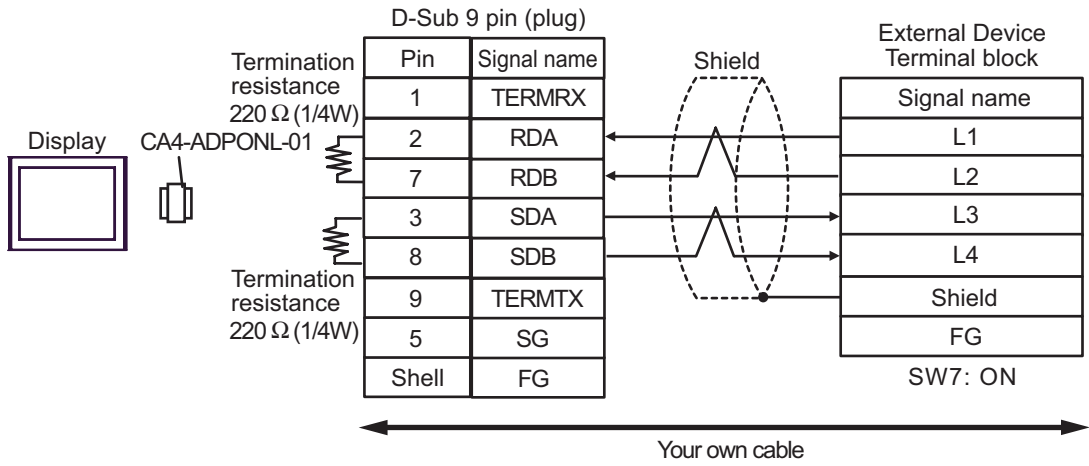 D-Sub 9 pin (plug)
Pin Signal name
1 TERMRX
2 RDA
7 RDB
3 SDA
8 SDB
9 TERMTX
5 SG
Shell FG
Termination
resistance
220 Ω (1/4W)
Termination
resistance
220 Ω (1/4W)
Display
CA4-ADPONL-01
Shield
External Device
Terminal block
Signal name
L1
L2
L3
L4
Shield
FG
SW7: ON
Your own cable